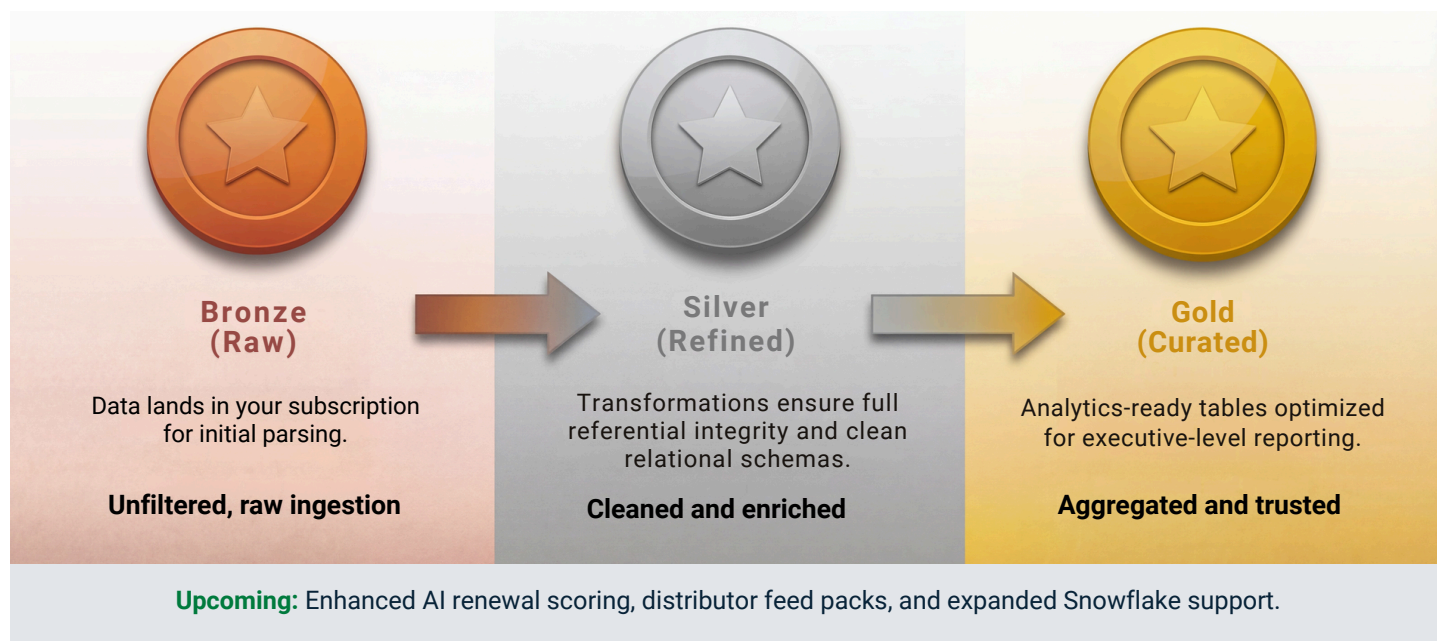 Bronze
(Raw)
Data lands in your subscription
for initial parsing.
Unfiltered, raw ingestion
Silver
(Refined)
Transformations ensure full
referential integrity and clean
relational schemas.
Cleaned and enriched
Gold
(Curated)
Analytics-ready tables optimized
for executive-level reporting.
Aggregated and trusted
Upcoming: Enhanced AI renewal scoring, distributor feed packs, and expanded Snowflake support.